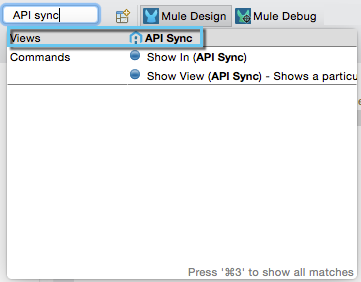 API sync
Mule Design
Mule Debug
Views API Sync
Commands Show In (API Sync)
Show View (API Sync) - Shows a particu
Press '⌘3' to show all matches